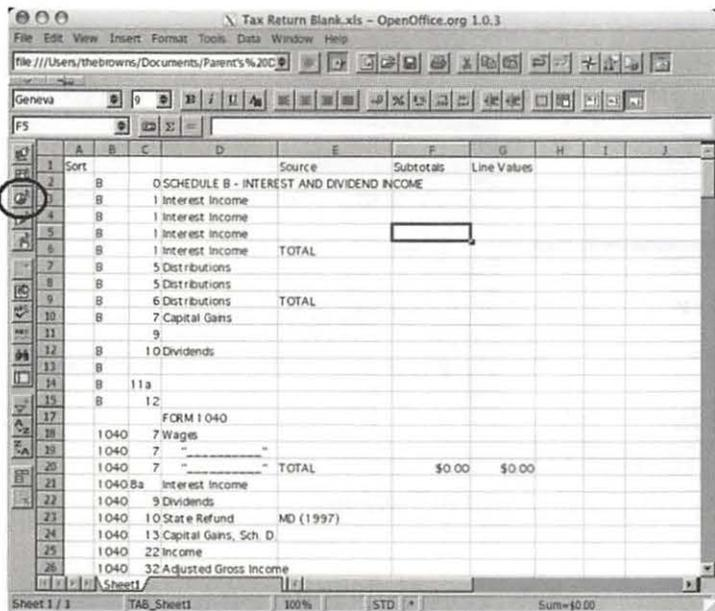 Tax Return Blank.xls - OpenOffice.org 1.0.3
File Edit View Insert Format Tools Data Window Help
file:///Users/thebrowns/Documents/Parent's%20D
Geneva 9 B i U A
F5 Σ =
A B C D E F G H I J
1 Sort Source Subtotals Line Values
2 B 0 SCHEDULE B - INTEREST AND DIVIDEND INCOME
3 B 1 Interest Income
4 B 1 Interest Income
5 B 1 Interest Income
6 B 1 Interest Income TOTAL
7 B 5 Distributions
8 B 5 Distributions
9 B 6 Distributions TOTAL
10 B 7 Capital Gains
11 9
12 B 10 Dividends
13 B
14 B 11a
15 B 12
17 FORM 1040
18 1040 7 Wages
19 1040 7 "__________"
20 1040 7 "__________" TOTAL $0.00 $0.00
21 1040 8a Interest Income
22 1040 9 Dividends
23 1040 10 State Refund MD (1997)
24 1040 13 Capital Gains, Sch. D.
25 1040 22 Income
26 1040 32 Adjusted Gross Income
Sheet1
Sheet 1 / 3 TAB_Sheet1 100% STD * Sum=$0.00